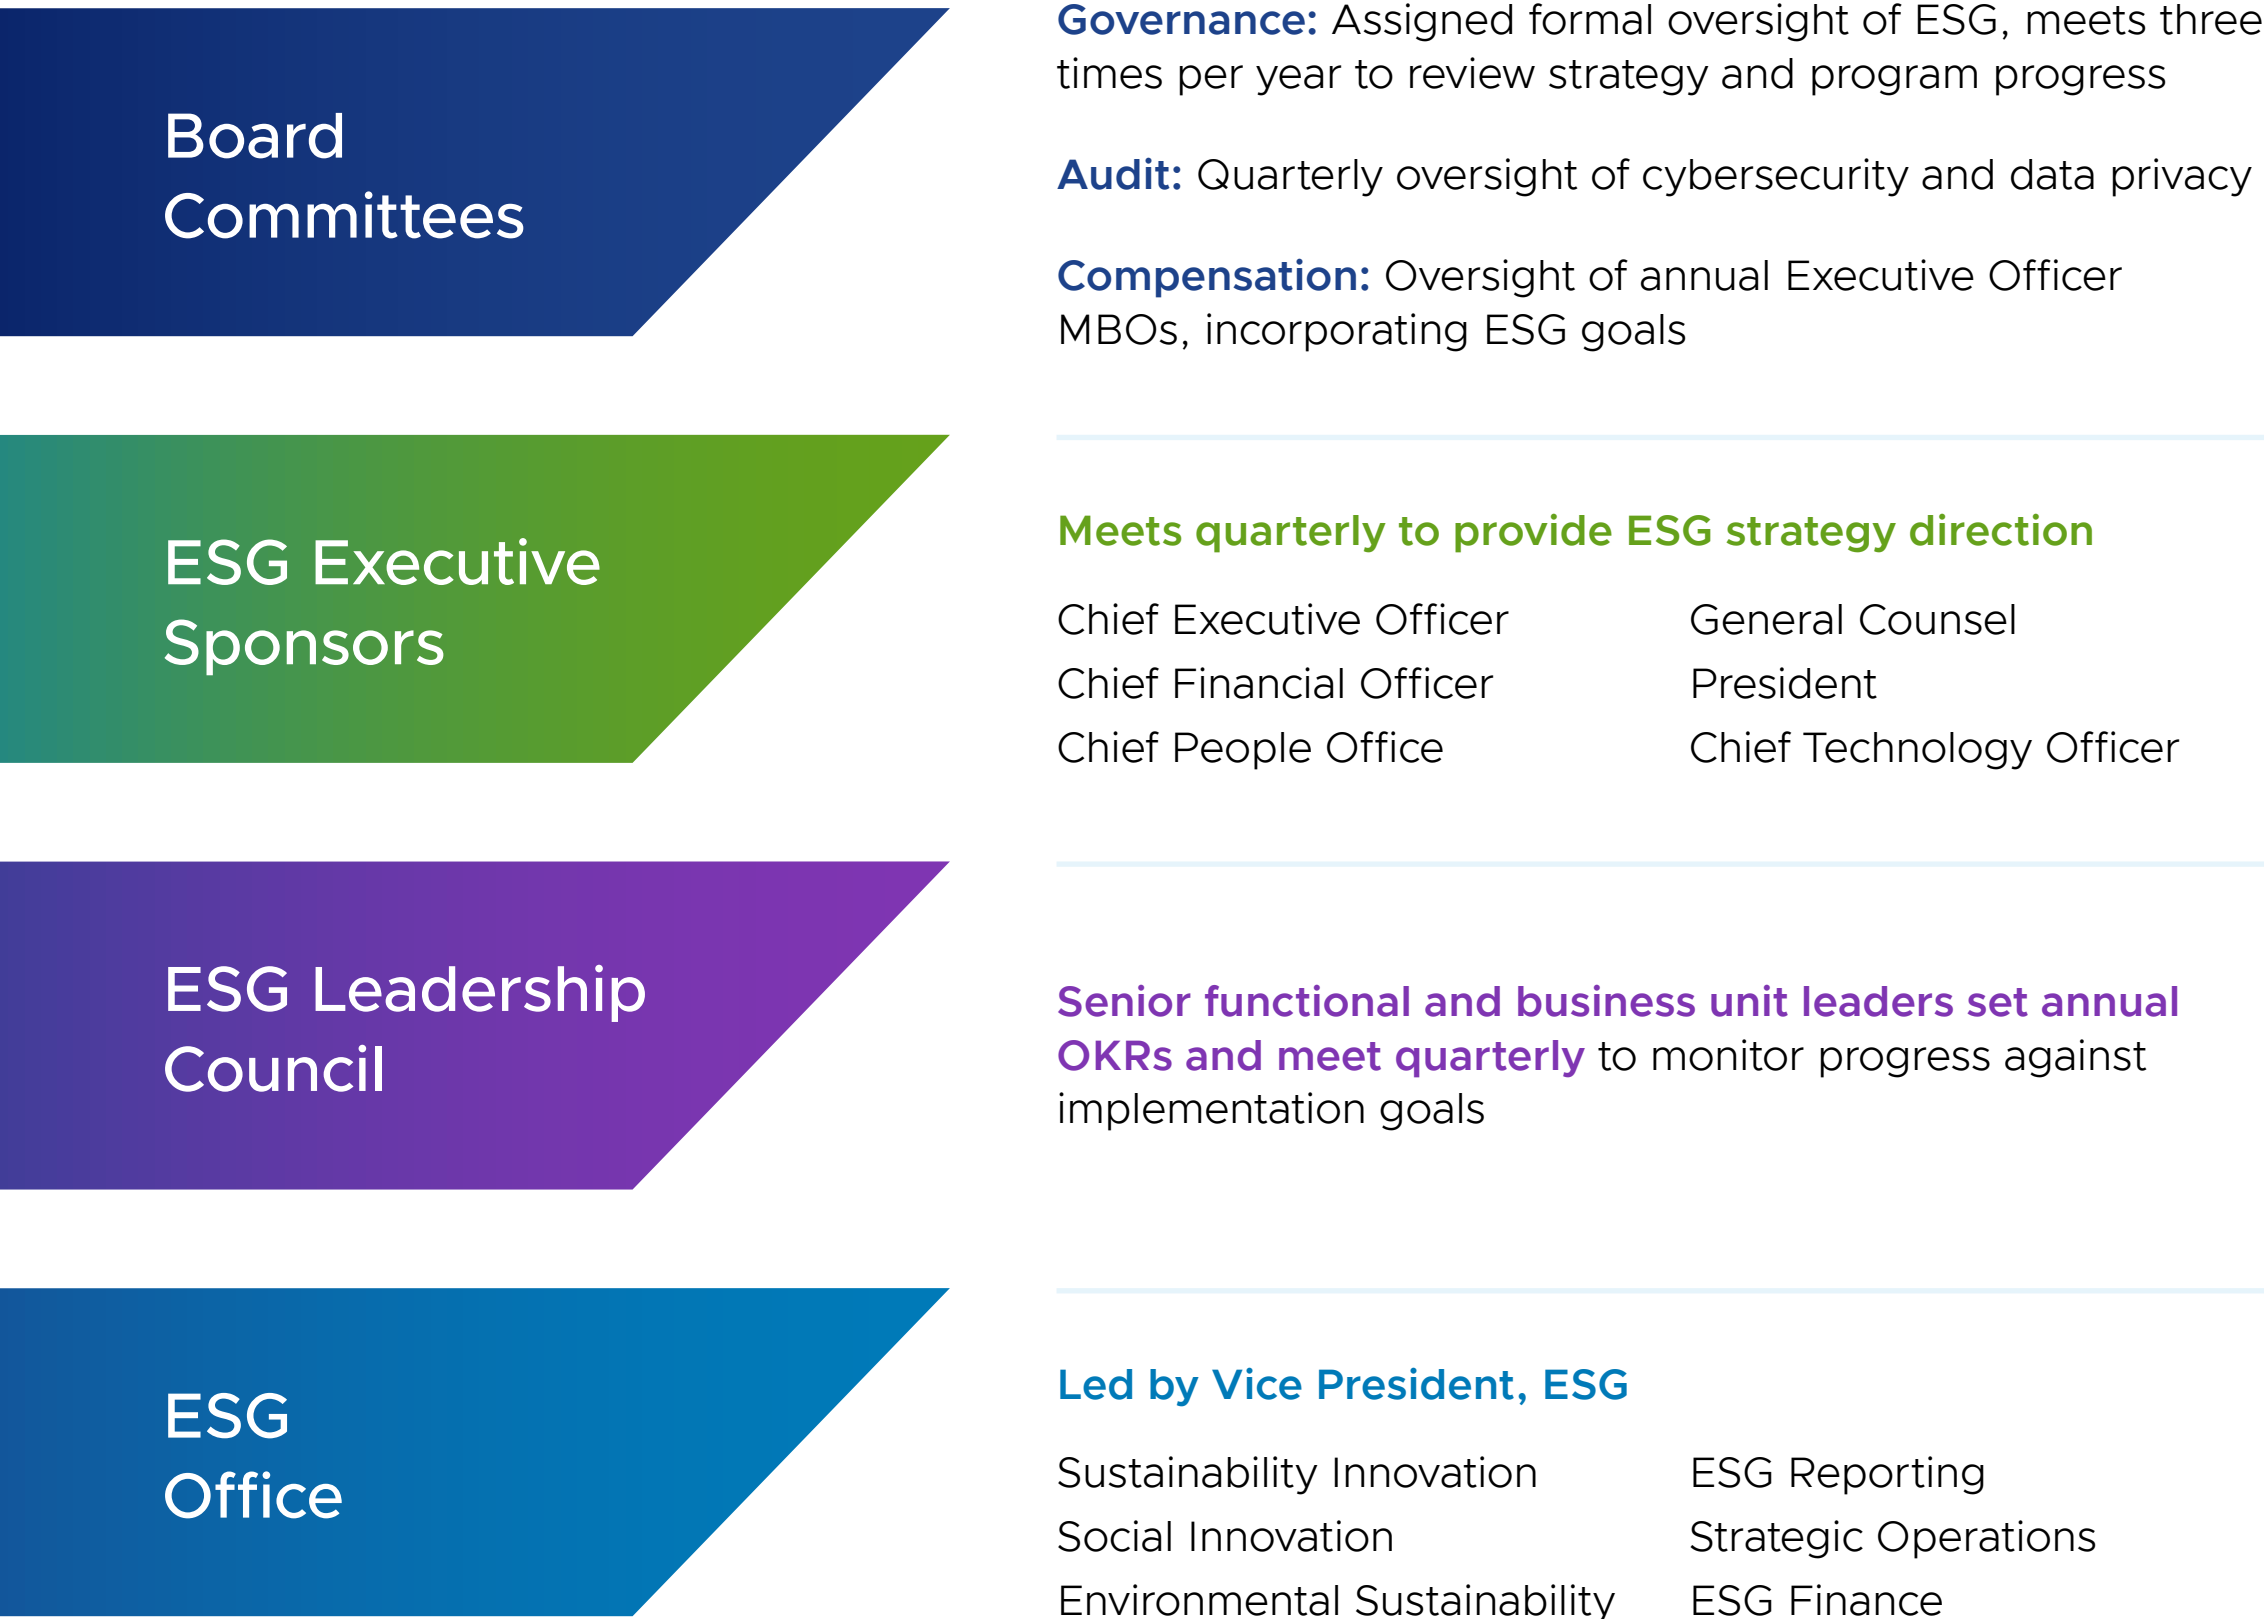 Board
Committees
Governance: Assigned formal oversight of ESG, meets three
times per year to review strategy and program progress
Audit: Quarterly oversight of cybersecurity and data privacy
Compensation: Oversight of annual Executive Officer
MBOs, incorporating ESG goals
ESG Executive
Sponsors
Meets quarterly to provide ESG strategy direction
Chief Executive Officer
Chief Financial Officer
Chief People Office
General Counsel
President
Chief Technology Officer
ESG Leadership
Council
Senior functional and business unit leaders set annual
OKRs and meet quarterly to monitor progress against
implementation goals
ESG
Office
Led by Vice President, ESG
Sustainability Innovation
Social Innovation
Environmental Sustainability
ESG Reporting
Strategic Operations
ESG Finance